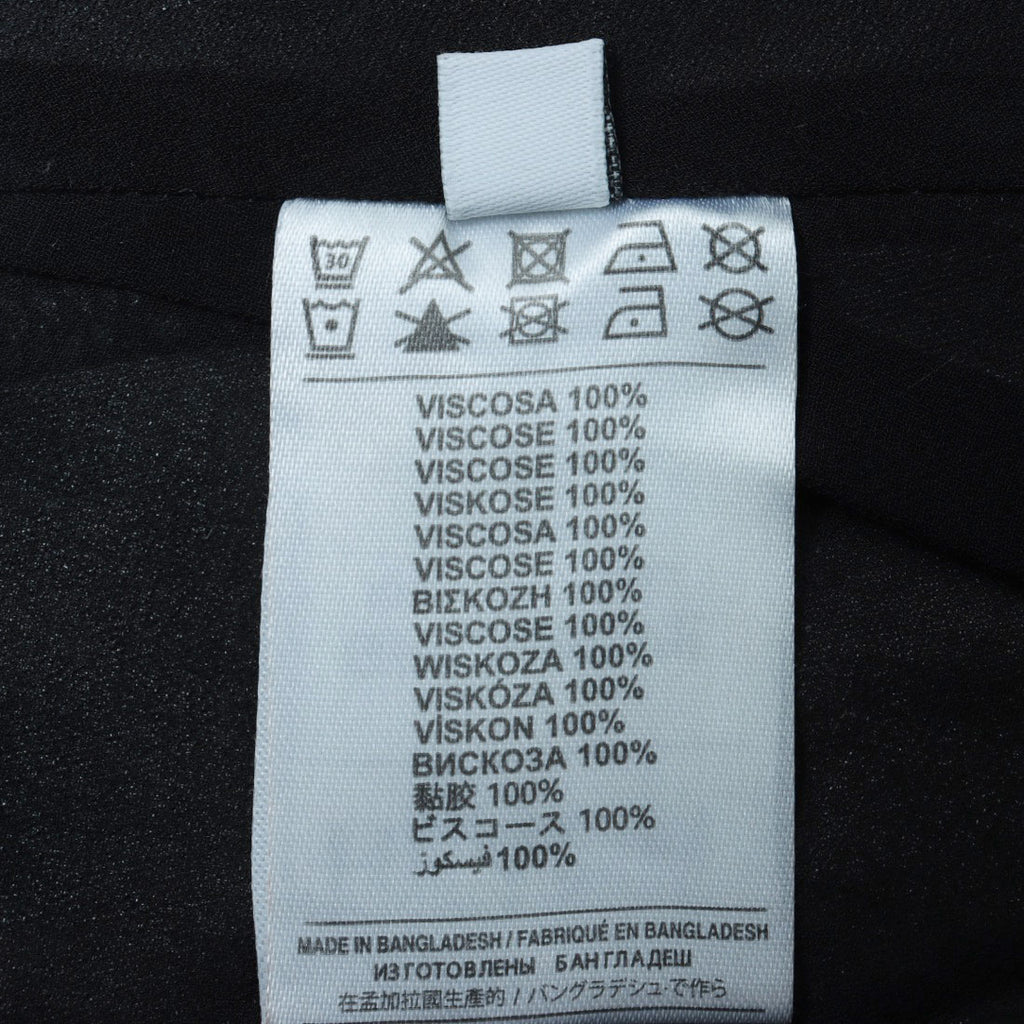 30
VISCOSA 100%
VISCOSE 100%
VISCOSE 100%
VISKOSE 100%
VISCOSA 100%
VISCOSE 100%
ΒΙΣΚΟΖΗ 100%
VISCOSE 100%
WISKOZA 100%
VISKÓZA 100%
VİSKON 100%
ВИСКОЗА 100%
黏胶 100%
ビスコース 100%
فيسكوز 100%
MADE IN BANGLADESH / FABRIQUÉ EN BANGLADESH
ИЗГОТОВЛЕНЫ БАНГЛАДЕШ
在孟加拉國生產的 / バングラデシュ·で作ら